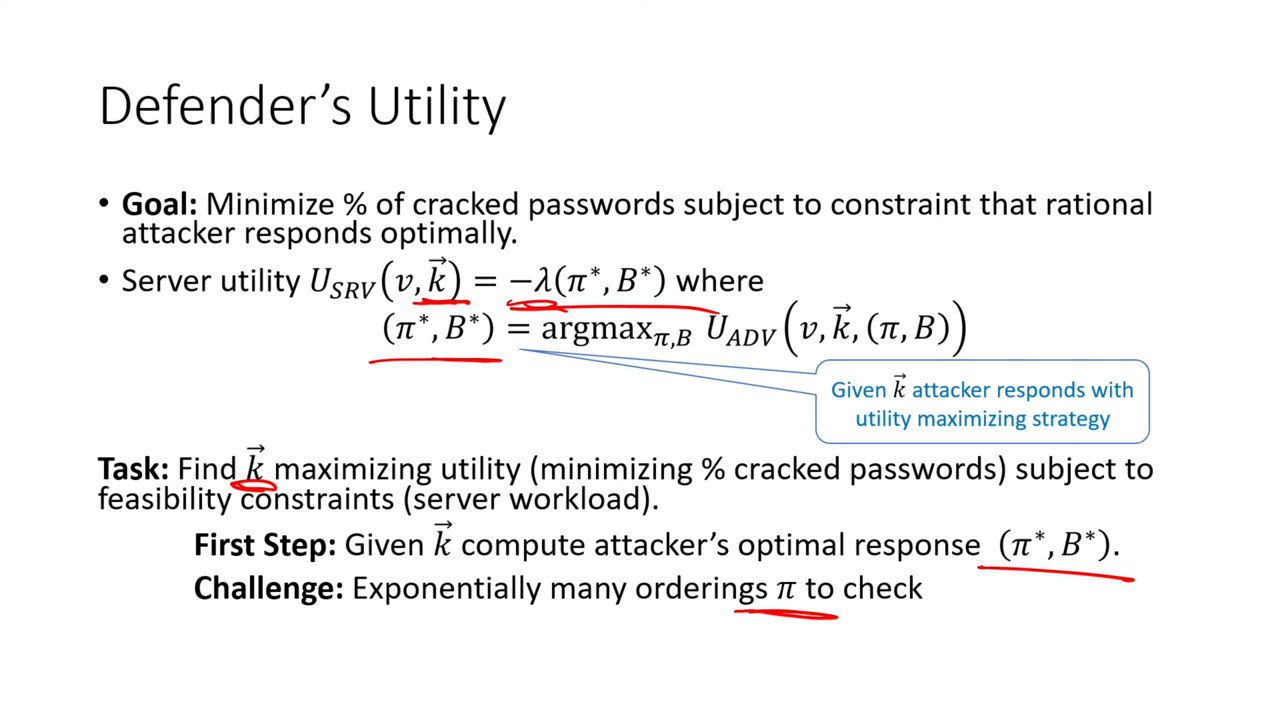 Defender's Utility
• Goal: Minimize % of cracked passwords subject to constraint that rational
attacker responds optimally.
• Server utility U_SRV(v, k⃗) = −λ(π*, B*) where
(π*, B*) = argmax_{π,B} U_ADV(v, k⃗, (π, B))
Given k⃗ attacker responds with
utility maximizing strategy
Task: Find k⃗ maximizing utility (minimizing % cracked passwords) subject to
feasibility constraints (server workload).
First Step: Given k⃗ compute attacker's optimal response (π*, B*).
Challenge: Exponentially many orderings π to check